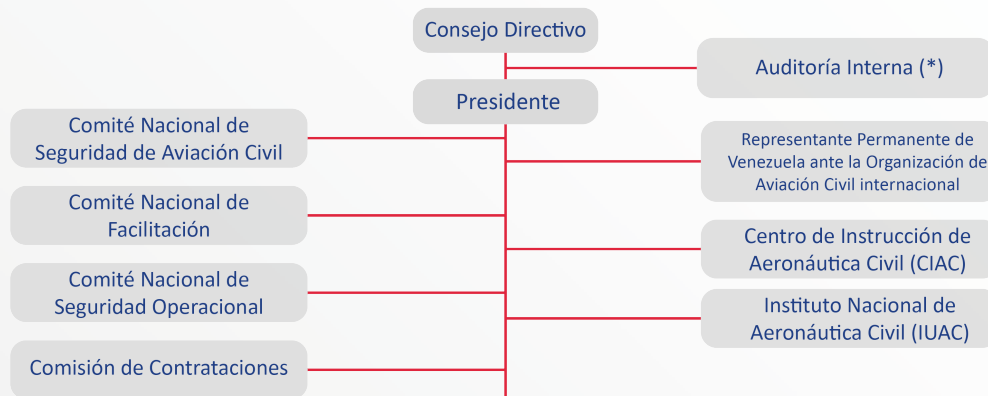 Consejo Directivo
Auditoría Interna (*)
Presidente
Comité Nacional de
Seguridad de Aviación Civil
Representante Permanente de
Venezuela ante la Organización de
Aviación Civil internacional
Comité Nacional de
Facilitación
Centro de Instrucción de
Aeronáutica Civil (CIAC)
Comité Nacional de
Seguridad Operacional
Instituto Nacional de
Aeronáutica Civil (IUAC)
Comisión de Contrataciones